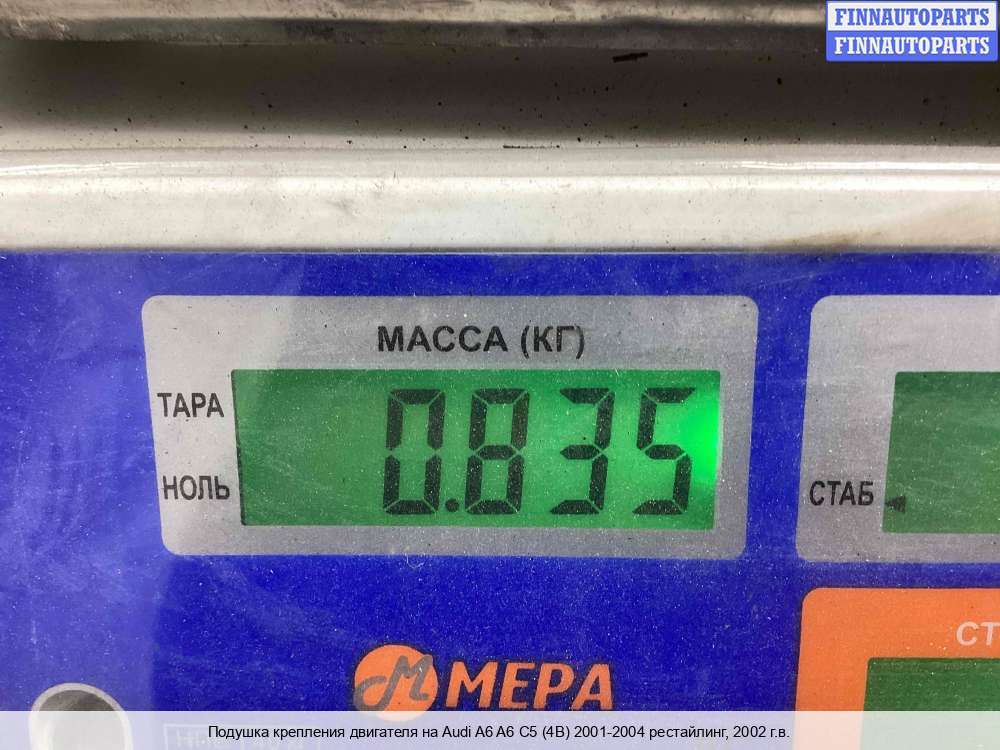 FINNAUTOPARTS
FINNAUTOPARTS
МАССА (КГ)
ТАРА
0.835
НОЛЬ
СТАБ
СТ
МЕРА
Подушка крепления двигателя на Audi A6 A6 C5 (4B) 2001-2004 рестайлинг, 2002 г.в.